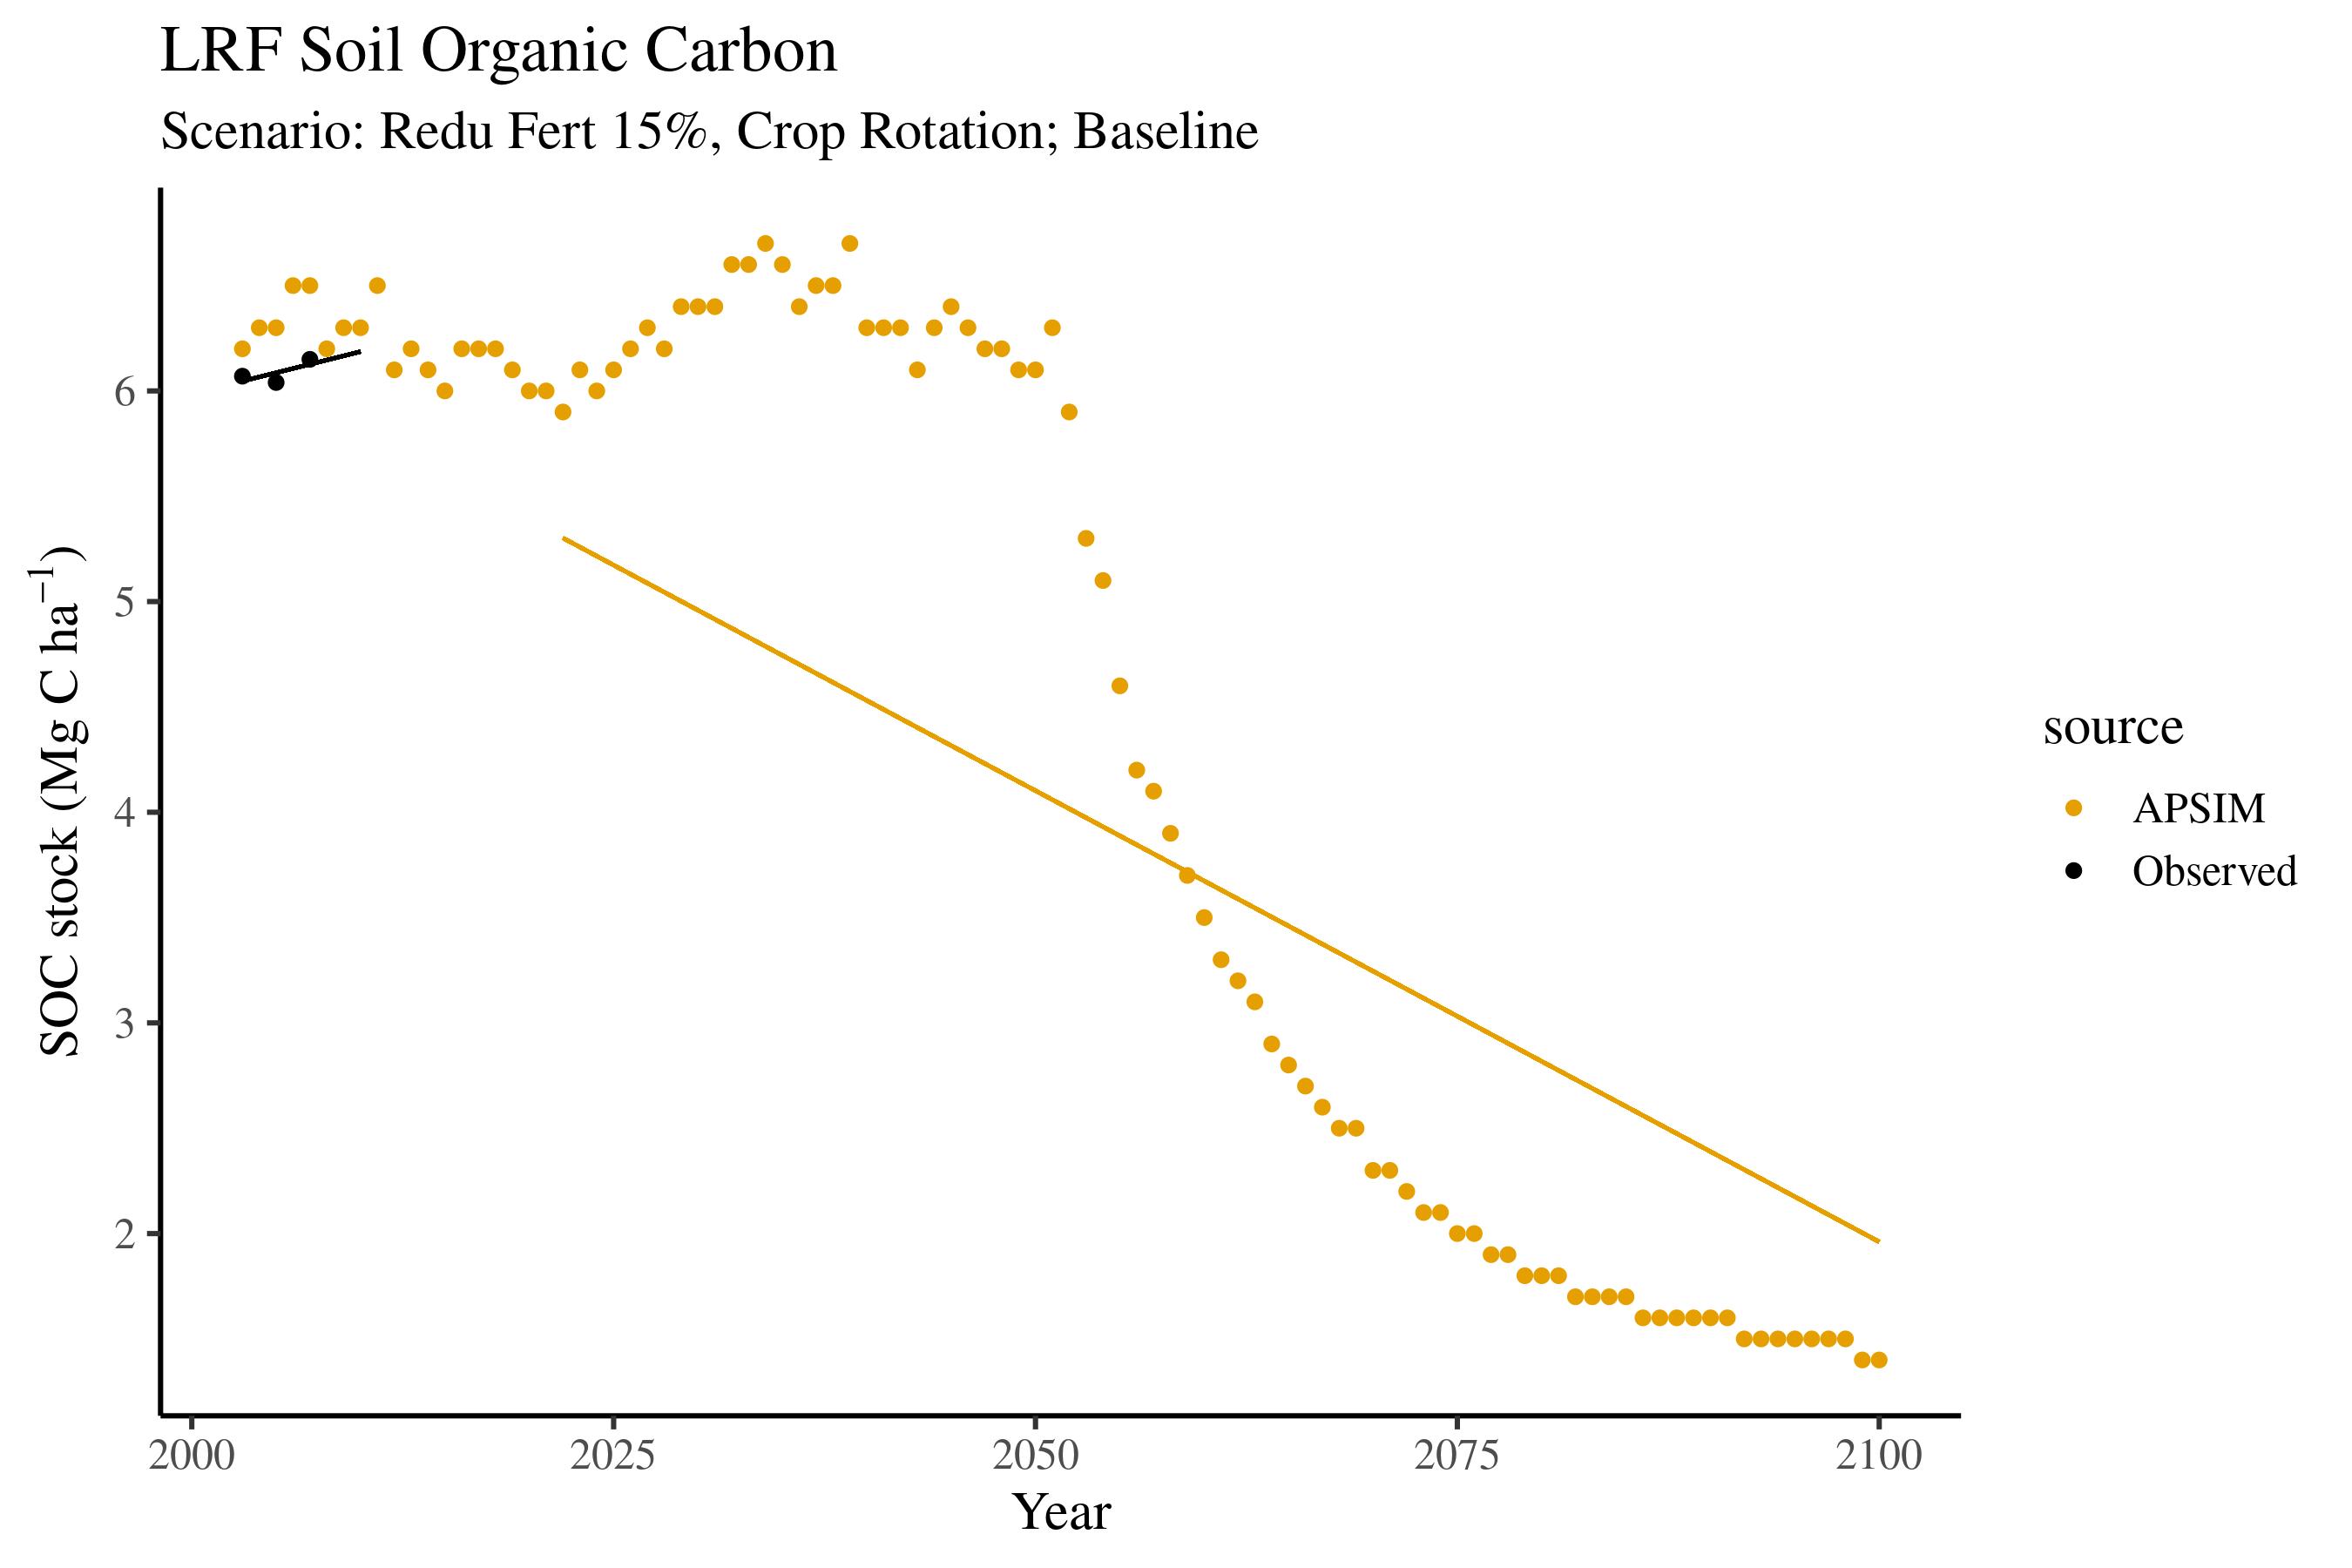 LRF Soil Organic Carbon
Scenario: Redu Fert 15%, Crop Rotation; Baseline
SOC stock (Mg C ha⁻¹)
6
5
4
3
2
2000 2025 2050 2075 2100
Year
source
APSIM
Observed